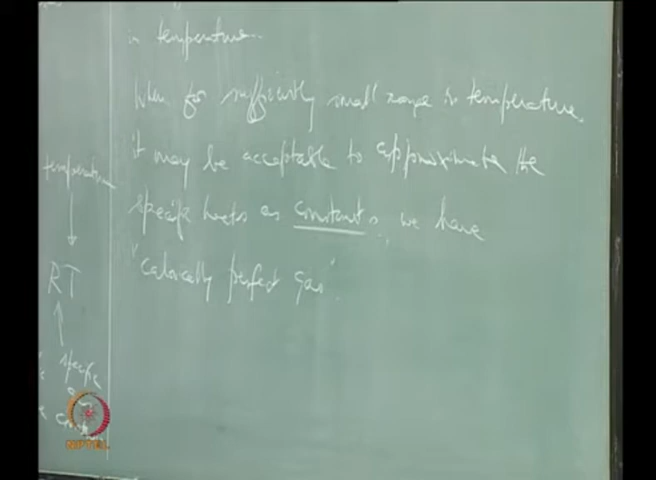 in temperature.
When for sufficiently small range in temperature,
it may be acceptable to approximate the
specific heats as constants, we have
"calorically perfect gas".
temperature
RT
specific
NPTEL